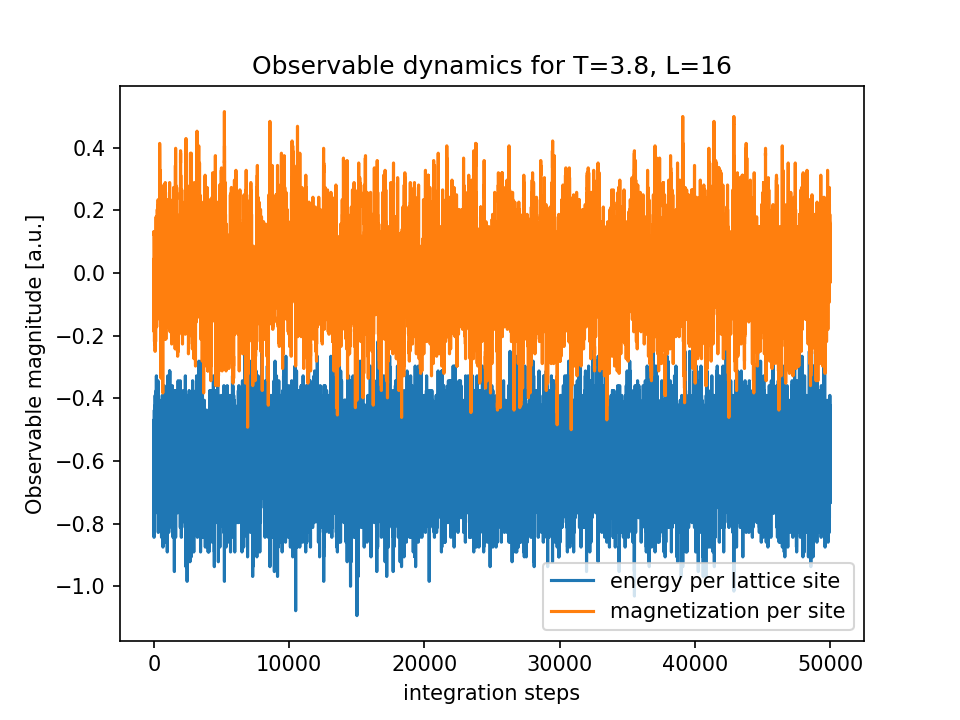 Observable dynamics for T=3.8, L=16
Observable magnitude [a.u.]
0.4
0.2
0.0
−0.2
−0.4
−0.6
−0.8
−1.0
energy per lattice site
magnetization per site
0 10000 20000 30000 40000 50000
integration steps